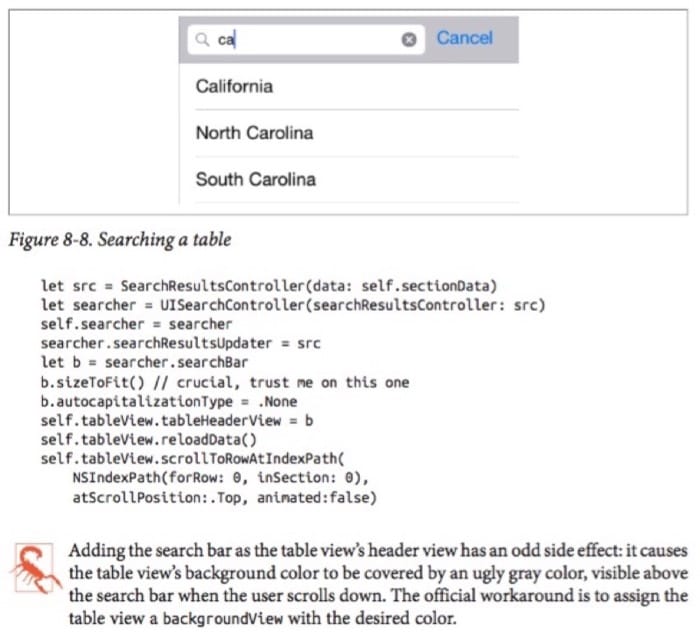 ca
Cancel
California
North Carolina
South Carolina
Figure 8-8. Searching a table
let src = SearchResultsController(data: self.sectionData)
let searcher = UISearchController(searchResultsController: src)
self.searcher = searcher
searcher.searchResultsUpdater = src
let b = searcher.searchBar
b.sizeToFit() // crucial, trust me on this one
b.autocapitalizationType = .None
self.tableView.tableHeaderView = b
self.tableView.reloadData()
self.tableView.scrollToRowAtIndexPath(
NSIndexPath(forRow: 0, inSection: 0),
atScrollPosition:.Top, animated:false)
Adding the search bar as the table view's header view has an odd side effect: it causes
the table view's background color to be covered by an ugly gray color, visible above
the search bar when the user scrolls down. The official workaround is to assign the
table view a backgroundView with the desired color.